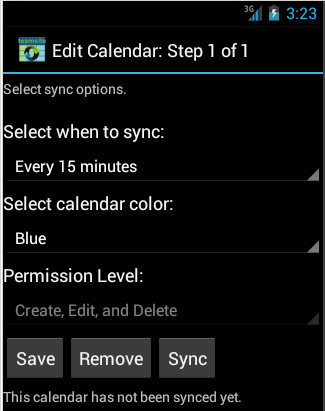 3G 3:23
teamsite
Edit Calendar: Step 1 of 1
Select sync options.
Select when to sync:
Every 15 minutes
Select calendar color:
Blue
Permission Level:
Create, Edit, and Delete
Save Remove Sync
This calendar has not been synced yet.